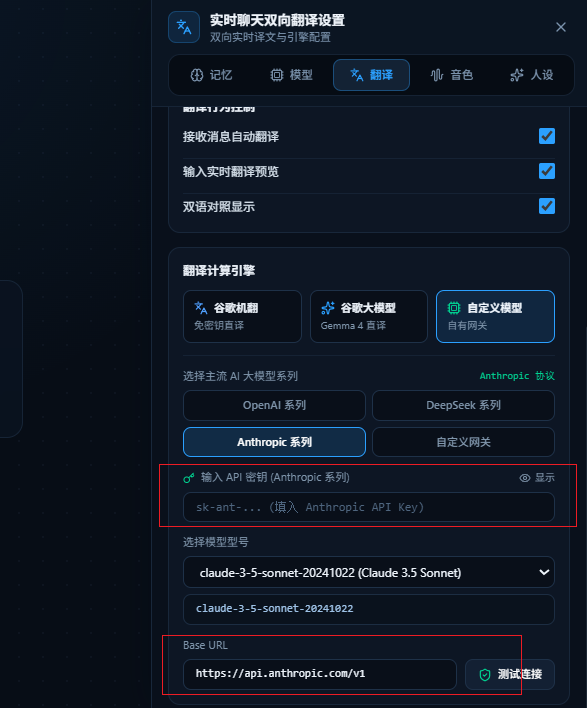 实时聊天双向翻译设置
双向实时译文与引擎配置
记忆
模型
翻译
音色
人设
翻译行为控制
接收消息自动翻译
输入实时翻译预览
双语对照显示
翻译计算引擎
谷歌机翻
免密钥直译
谷歌大模型
Gemma 4 直译
自定义模型
自有网关
选择主流 AI 大模型系列
Anthropic 协议
OpenAI 系列
DeepSeek 系列
Anthropic 系列
自定义网关
输入 API 密钥 (Anthropic 系列)
显示
sk-ant-... (填入 Anthropic API Key)
选择模型型号
claude-3-5-sonnet-20241022 (Claude 3.5 Sonnet)
claude-3-5-sonnet-20241022
Base URL
https://api.anthropic.com/v1
测试连接